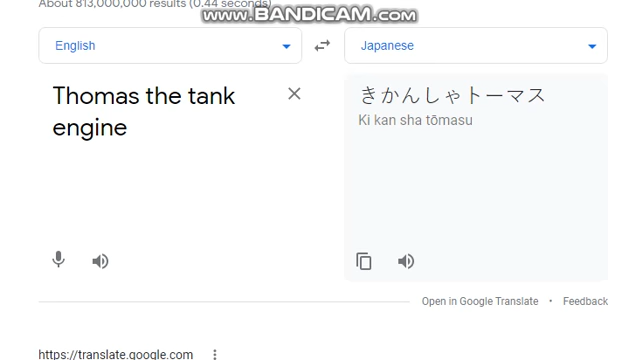 About 813,000,000 results (0.44 seconds)
www.BANDICAM.com
English
Japanese
Thomas the tank
engine
きかんしゃトーマス
Ki kan sha tōmasu
Open in Google Translate • Feedback
https://translate.google.com